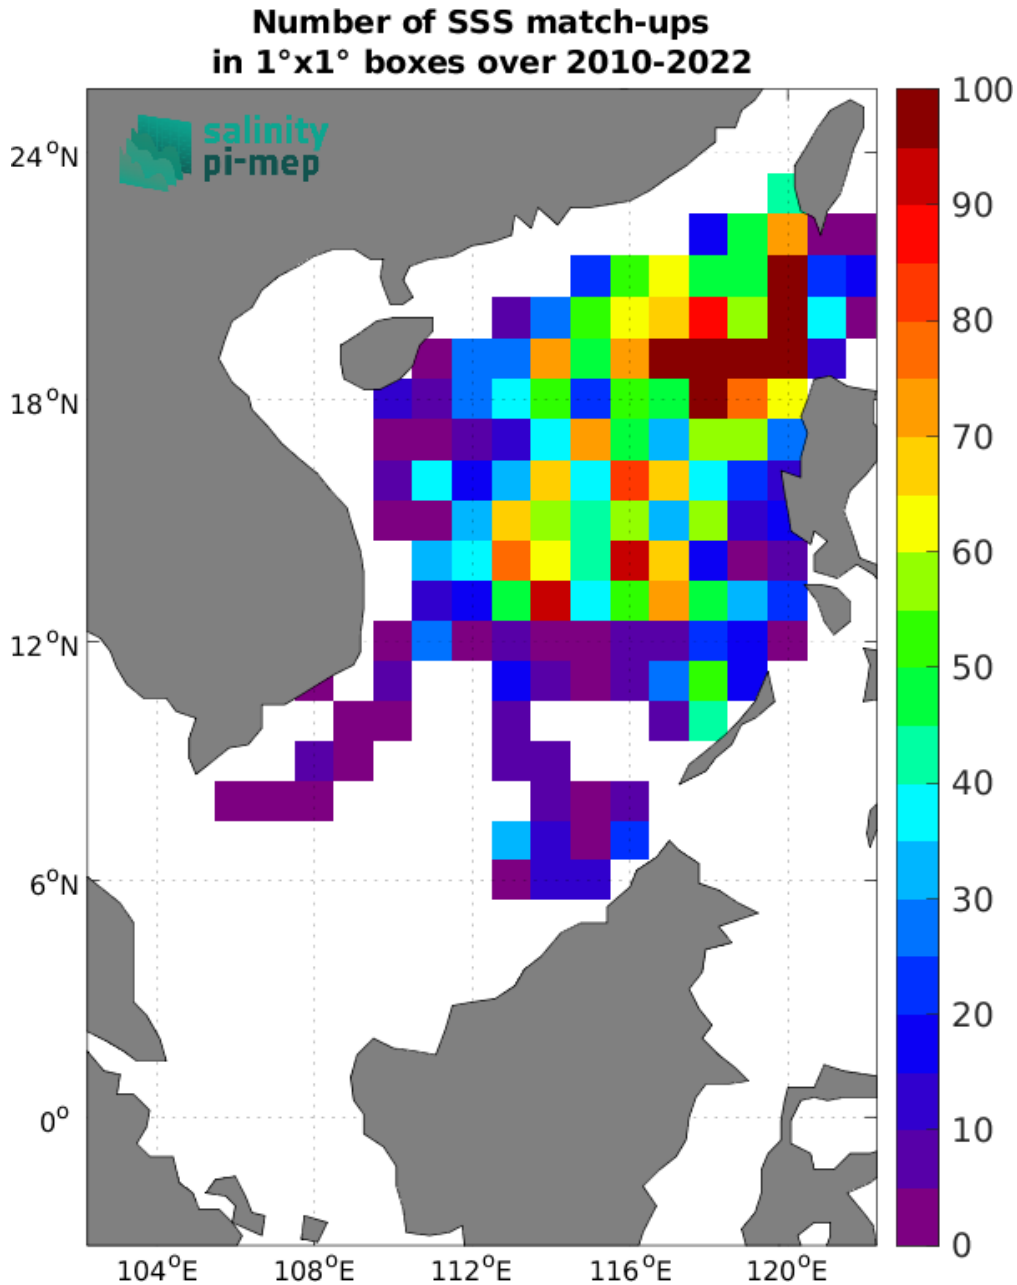 Number of SSS match-ups
in 1°x1° boxes over 2010-2022
salinity
pi-mep
24°N
18°N
12°N
6°N
0°
104°E
108°E
112°E
116°E
120°E
100
90
80
70
60
50
40
30
20
10
0